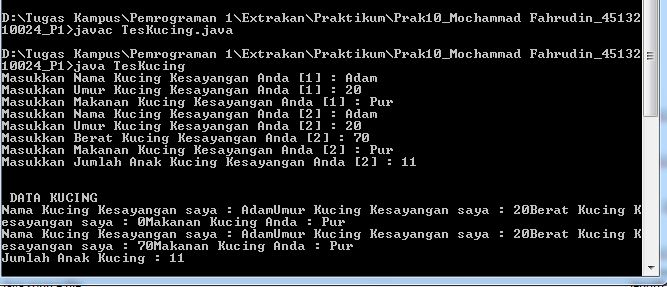 D:\Tugas Kampus\Pemrograman 1\Extrakan\Praktikum\Prak10_Mochammad Fahrudin_45132
10024_P1>javac TesKucing.java
D:\Tugas Kampus\Pemrograman 1\Extrakan\Praktikum\Prak10_Mochammad Fahrudin_45132
10024_P1>java TesKucing
Masukkan Nama Kucing Kesayangan Anda [1] : Adam
Masukkan Umur Kucing Kesayangan Anda [1] : 20
Masukkan Makanan Kucing Kesayangan Anda [1] : Pur
Masukkan Nama Kucing Kesayangan Anda [2] : Adam
Masukkan Umur Kucing Kesayangan Anda [2] : 20
Masukkan Berat Kucing Kesayangan Anda [2] : 70
Masukkan Makanan Kucing Kesayangan Anda [2] : Pur
Masukkan Jumlah Anak Kucing Kesayangan Anda [2] : 11
DATA KUCING
Nama Kucing Kesayangan saya : AdamUmur Kucing Kesayangan saya : 20Berat Kucing K
esayangan saya : 0Makanan Kucing Anda : Pur
Nama Kucing Kesayangan saya : AdamUmur Kucing Kesayangan saya : 20Berat Kucing K
esayangan saya : 70Makanan Kucing Anda : Pur
Jumlah Anak Kucing : 11